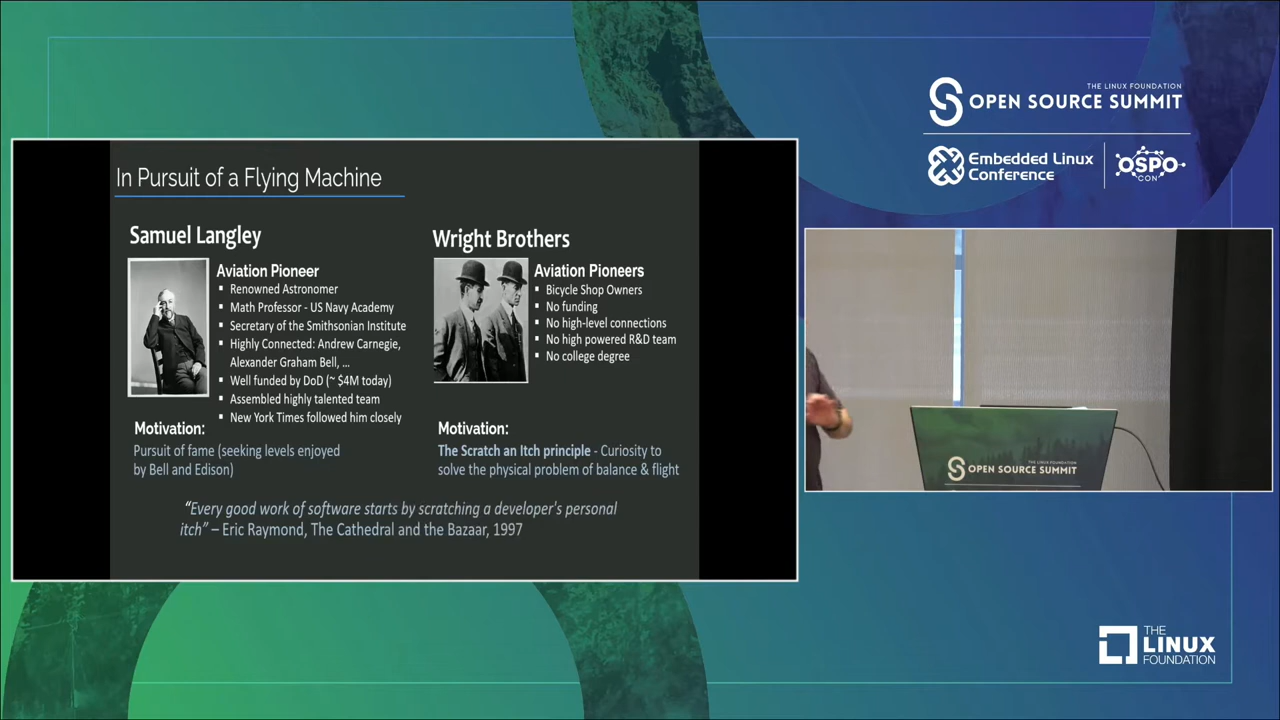 THE LINUX FOUNDATION
OPEN SOURCE SUMMIT
Embedded Linux
Conference
OSPO
CON
In Pursuit of a Flying Machine
Samuel Langley
Aviation Pioneer
▪ Renowned Astronomer
▪ Math Professor - US Navy Academy
▪ Secretary of the Smithsonian Institute
▪ Highly Connected: Andrew Carnegie,
Alexander Graham Bell, ...
▪ Well funded by DoD (~ $4M today)
▪ Assembled highly talented team
▪ New York Times followed him closely
Motivation:
Pursuit of fame (seeking levels enjoyed
by Bell and Edison)
Wright Brothers
Aviation Pioneers
▪ Bicycle Shop Owners
▪ No funding
▪ No high-level connections
▪ No high powered R&D team
▪ No college degree
Motivation:
The Scratch an Itch principle - Curiosity to
solve the physical problem of balance & flight
“Every good work of software starts by scratching a developer's personal
itch” – Eric Raymond, The Cathedral and the Bazaar, 1997
THE LINUX FOUNDATION
OPEN SOURCE SUMMIT
THE
LINUX
FOUNDATION